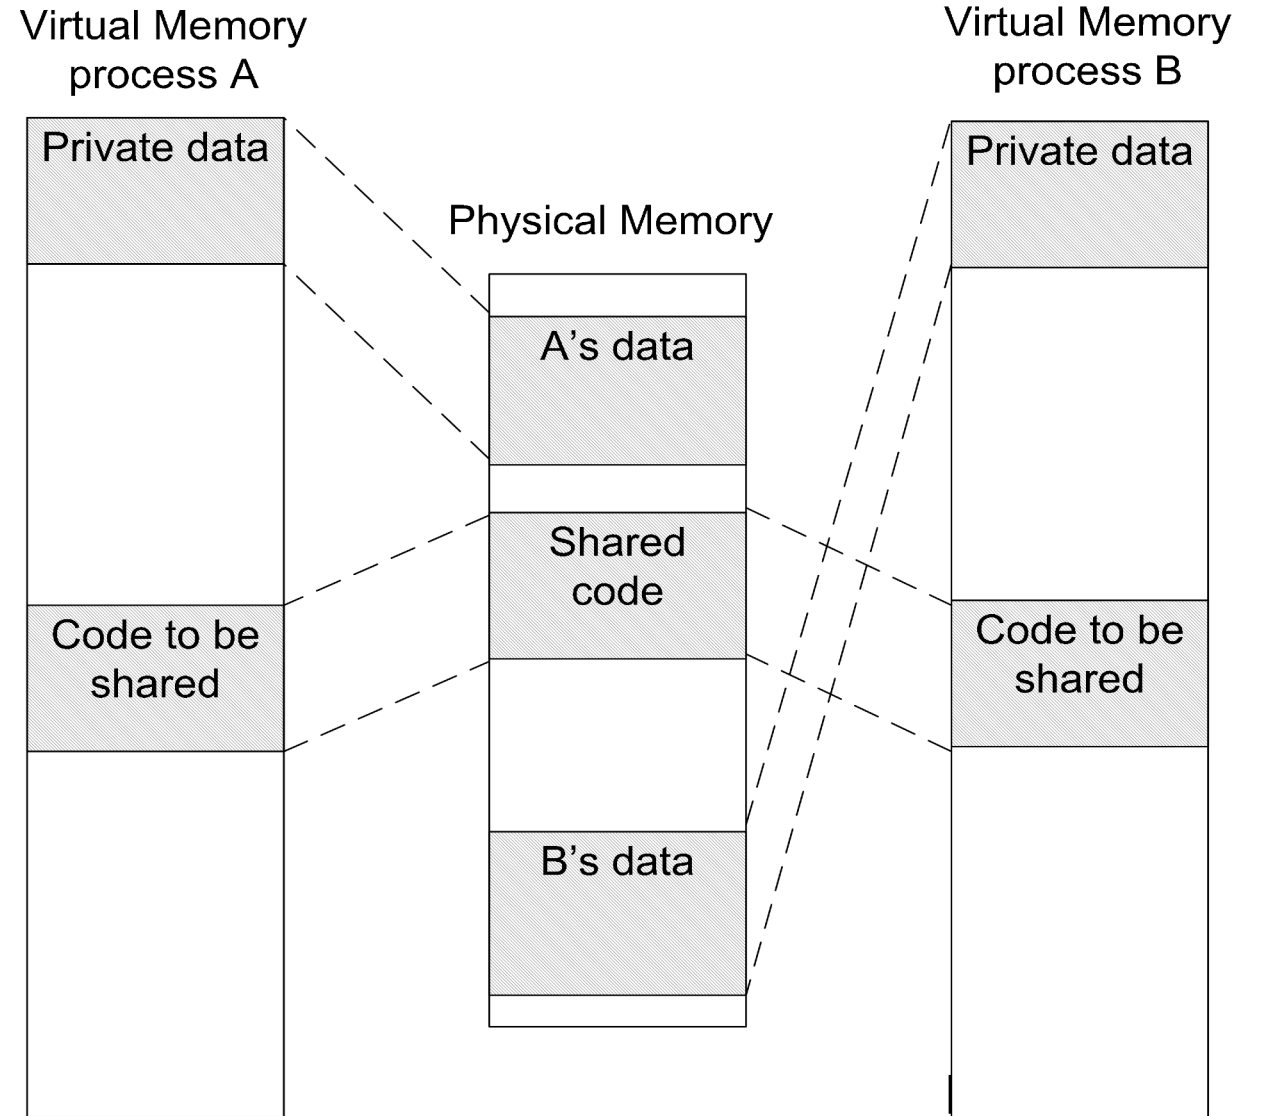 Virtual Memory
process A
Private data
Code to be
shared
Physical Memory
A’s data
Shared
code
B’s data
Virtual Memory
process B
Private data
Code to be
shared